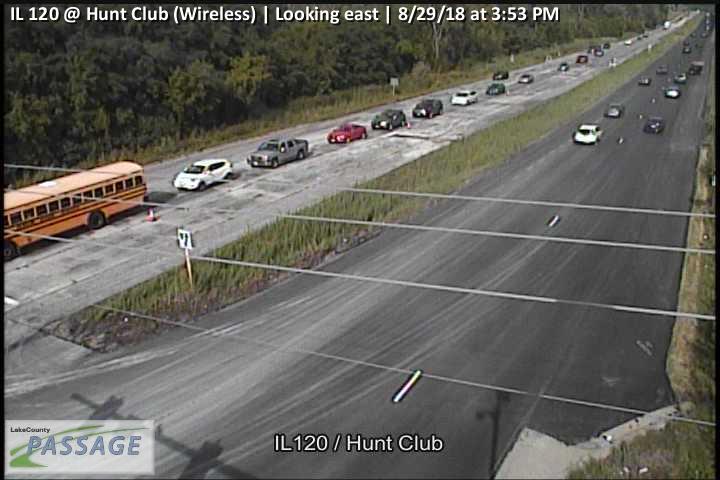 IL 120 @ Hunt Club (Wireless) | Looking east | 8/29/18 at 3:53 PM
IL120 / Hunt Club
LakeCounty
PASSAGE